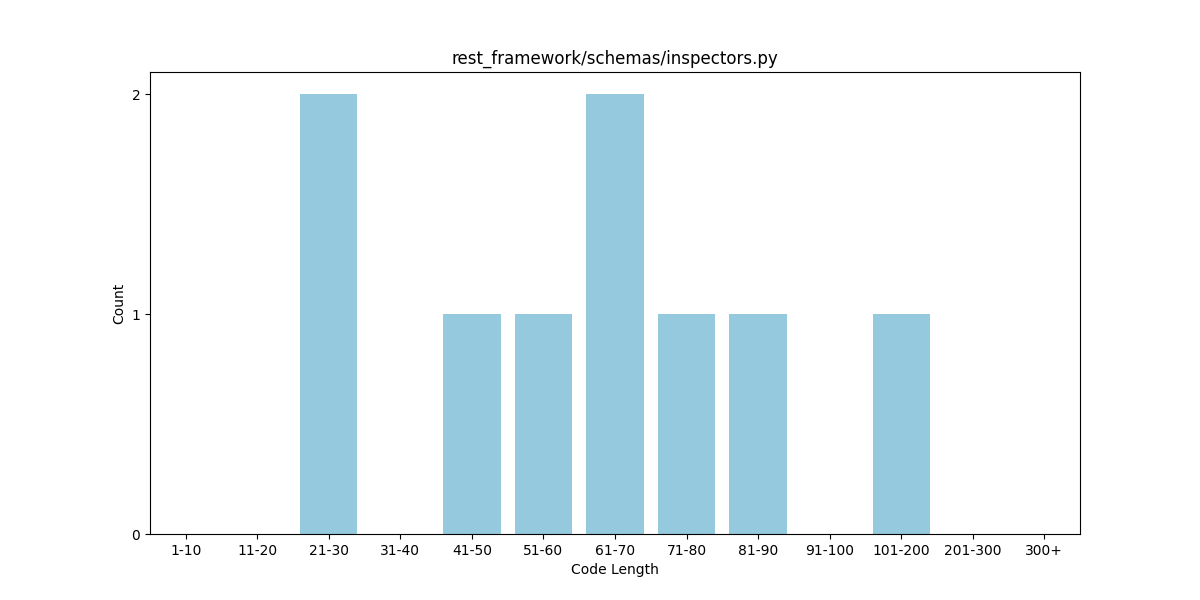 rest_framework/schemas/inspectors.py
Count
2
1
0
1-10 11-20 21-30 31-40 41-50 51-60 61-70 71-80 81-90 91-100 101-200 201-300 300+
Code Length